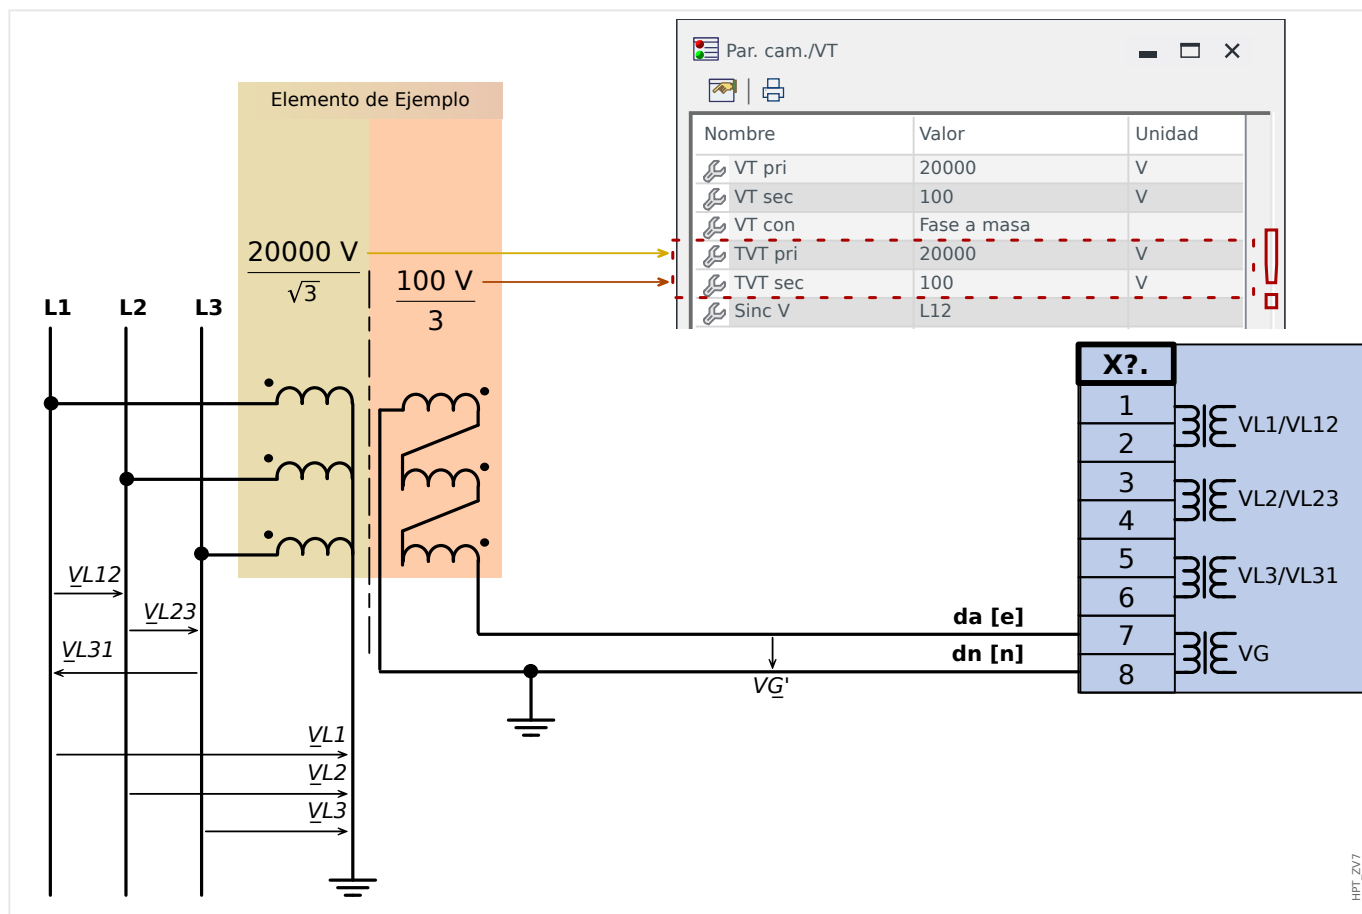 Par. cam./VT
Elemento de Ejemplo
Nombre Valor Unidad
VT pri 20000 V
VT sec 100 V
VT con Fase a masa
TVT pri 20000 V
TVT sec 100 V
Sinc V L12
20000 V
√3
100 V
3
L1 L2 L3
X?.
1
2
3
4
5
6
7
8
VL1/VL12
VL2/VL23
VL3/VL31
VG
VL12
VL23
VL31
da [e]
dn [n]
VG'
VL1
VL2
VL3
HPT_ZV7